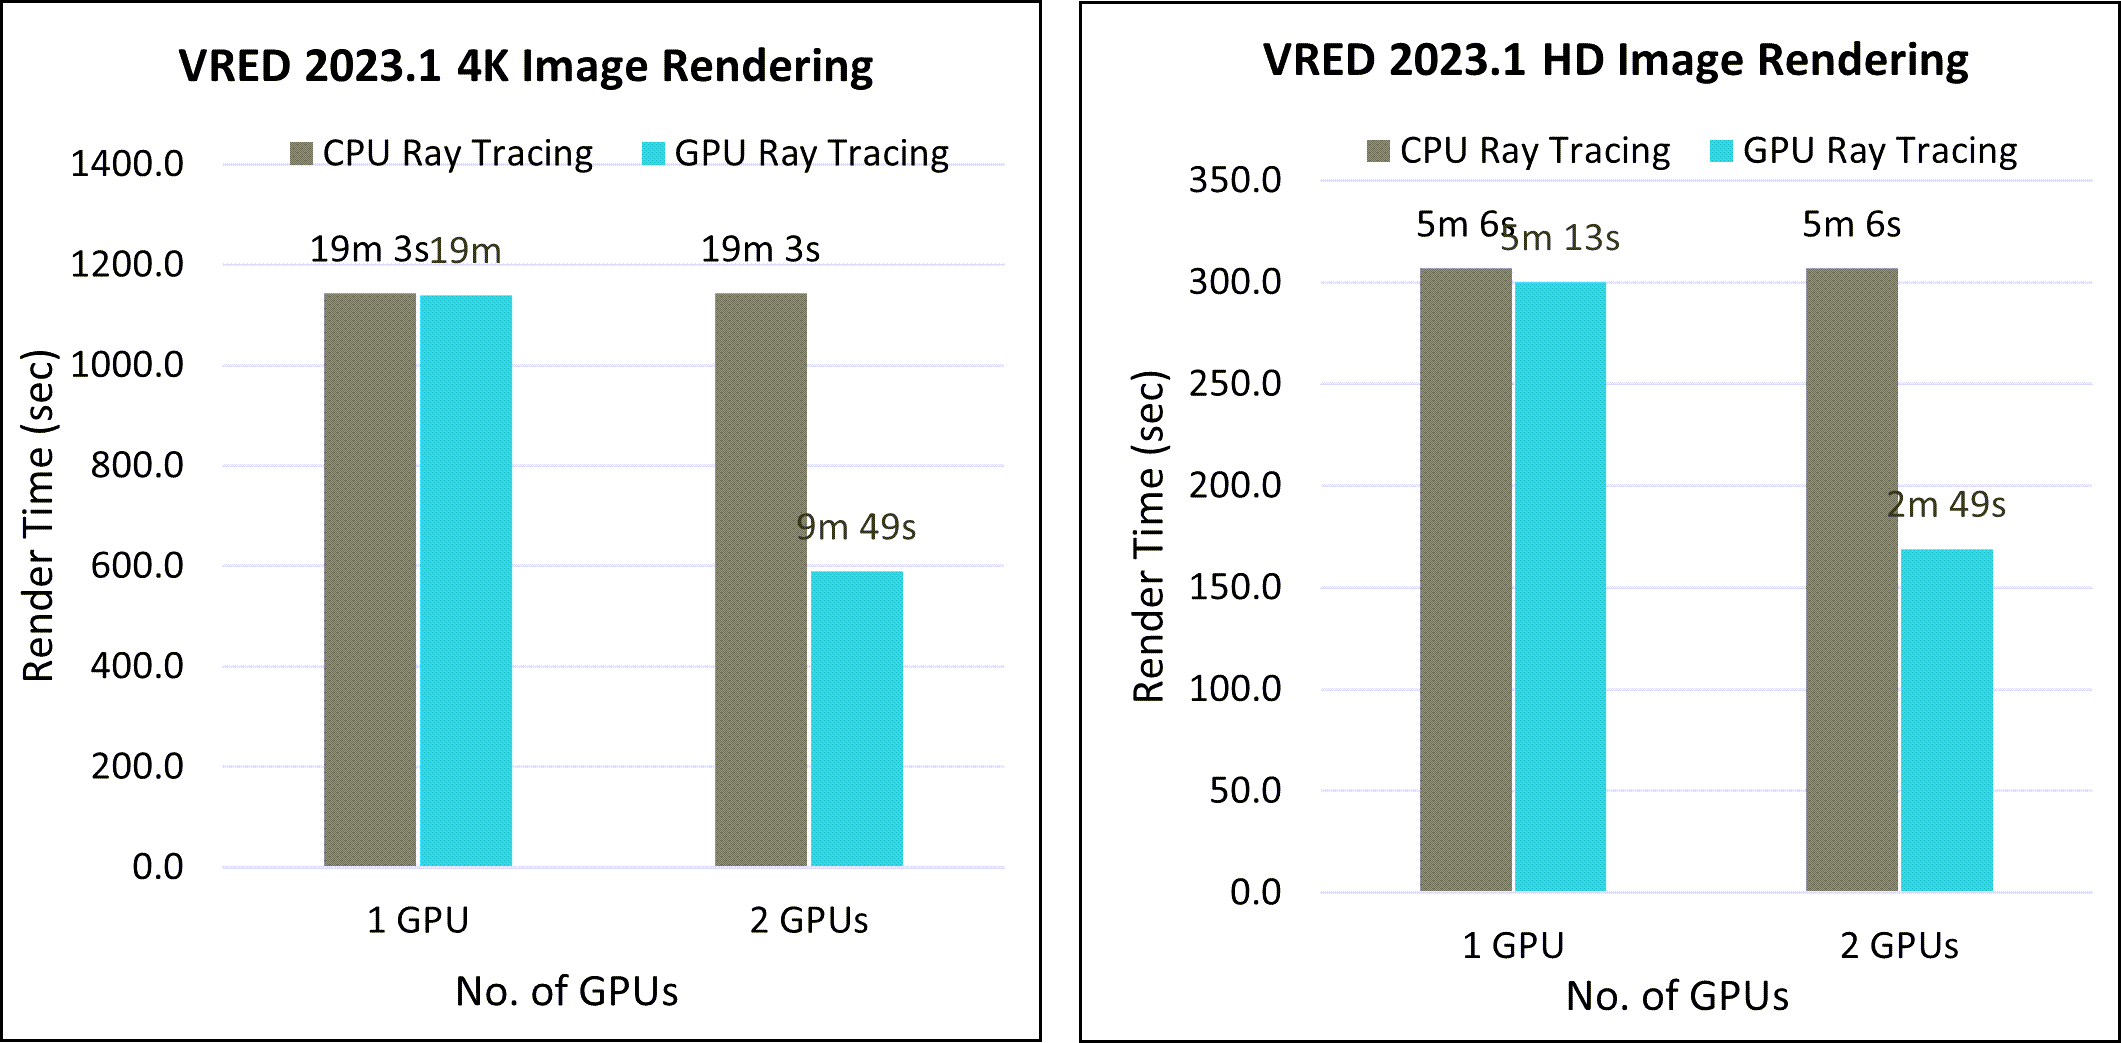 VRED 2023.1 4K Image Rendering
CPU Ray Tracing GPU Ray Tracing
1400.0
1200.0
1000.0
800.0
600.0
400.0
200.0
0.0
Render Time (sec)
19m 3s 19m 19m 3s
9m 49s
1 GPU 2 GPUs
No. of GPUs
VRED 2023.1 HD Image Rendering
CPU Ray Tracing GPU Ray Tracing
350.0
300.0
250.0
200.0
150.0
100.0
50.0
0.0
Render Time (sec)
5m 6s 5m 13s 5m 6s
2m 49s
1 GPU 2 GPUs
No. of GPUs